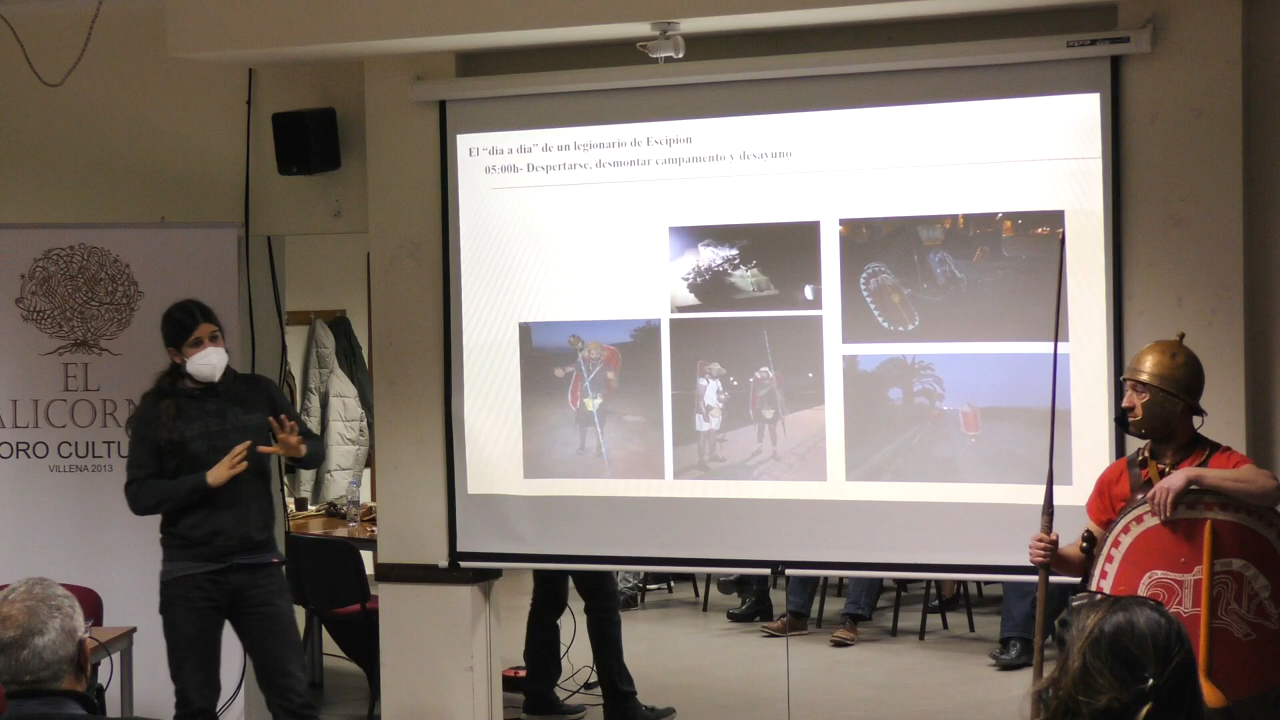 El “dia a dia” de un legionario de Escipion
05:00h- Despertarse, desmontar campamento y desayuno
EL
ALICORN
ORO CULTU
VILLENA 2013